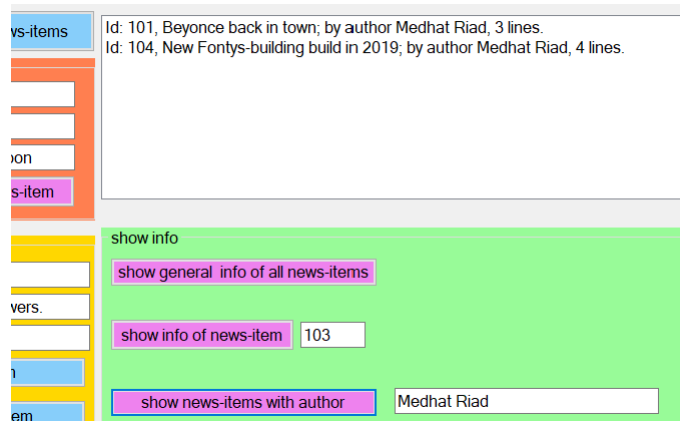 ws-items
Id: 101, Beyonce back in town; by author Medhat Riad, 3 lines.
Id: 104, New Fontys-building build in 2019; by author Medhat Riad, 4 lines.
oon
s-item
show info
show general info of all news-items
wers.
show info of news-item 103
show news-items with author Medhat Riad
em